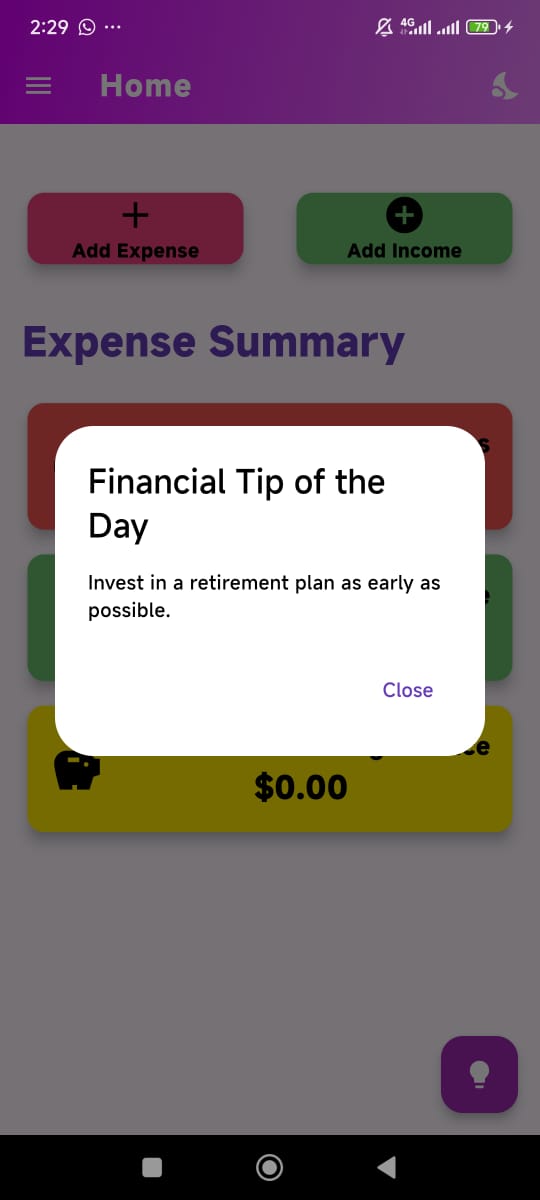 2:29
4G
79
Home
Add Expense
Add Income
Expense Summary
Financial Tip of the
Day
Invest in a retirement plan as early as
possible.
Close
$0.00